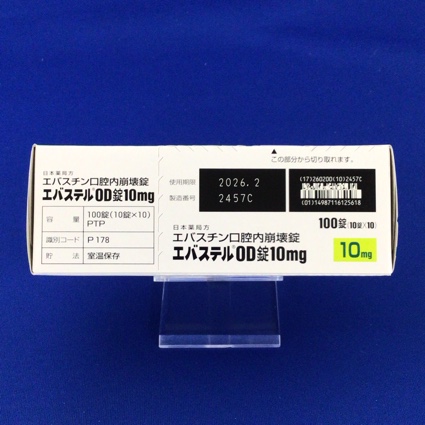 日本薬局方
エバスチン口腔内崩壊錠
エバステル®OD錠10mg
容量 100錠(10錠×10)
PTP
識別コード P 178
貯法 室温保存
▲
この部分から切り取れます。
使用期限 2026.2
製造番号 2457C
(17)260200(10)2457C
(01)14987116125618
100錠(10錠×10)
日本薬局方
エバスチン口腔内崩壊錠
エバステル®OD錠10mg
10mg